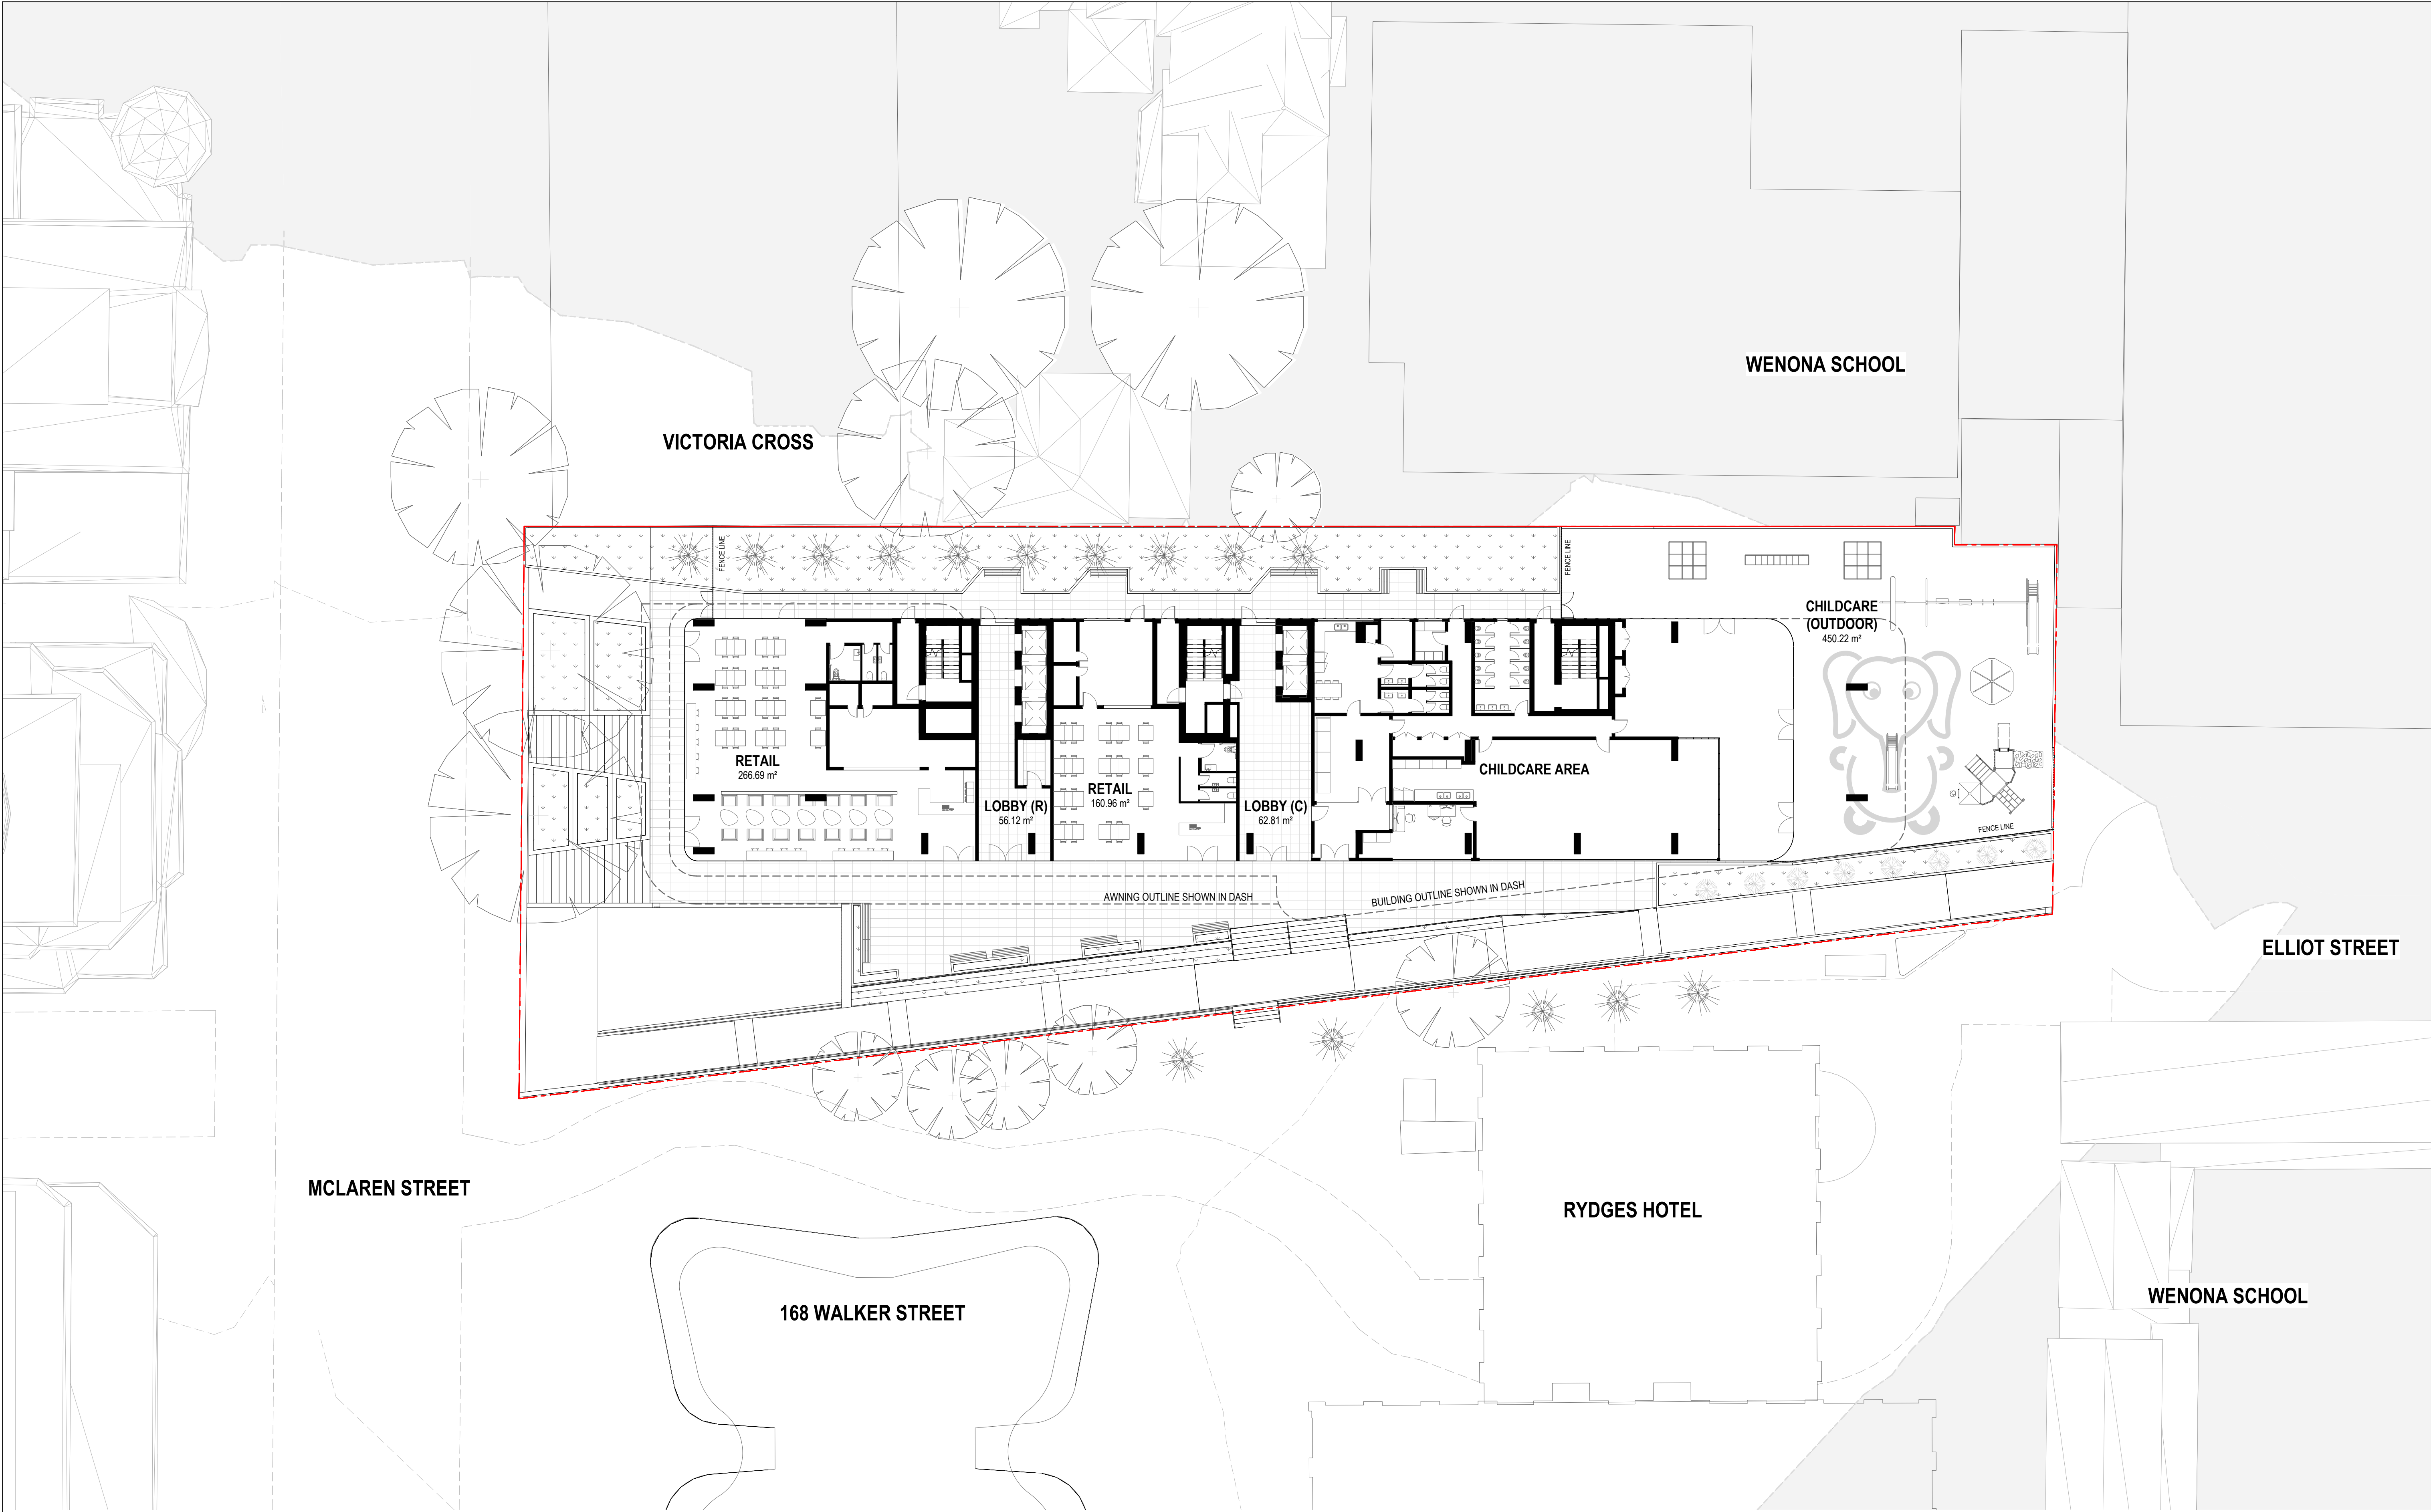 WENONA SCHOOL
VICTORIA CROSS
FENCE LINE
FENCE LINE
CHILDCARE
(OUTDOOR)
450.22 m²
RETAIL
266.69 m²
LOBBY (R)
56.12 m²
RETAIL
160.96 m²
LOBBY (C)
62.81 m²
CHILDCARE AREA
FENCE LINE
AWNING OUTLINE SHOWN IN DASH
BUILDING OUTLINE SHOWN IN DASH
ELLIOT STREET
MCLAREN STREET
RYDGES HOTEL
168 WALKER STREET
WENONA SCHOOL